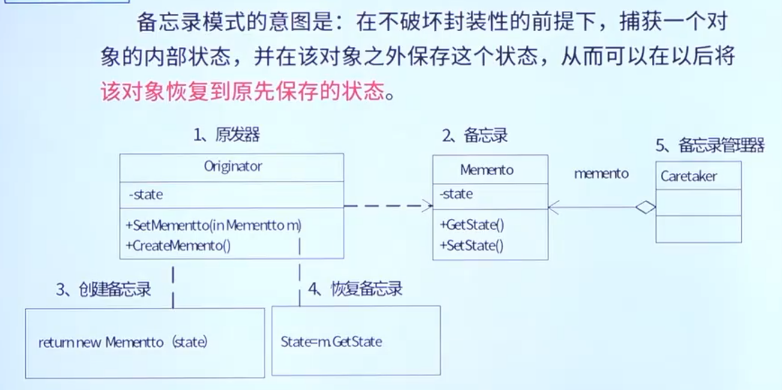 备忘录模式的意图是：在不破坏封装性的前提下，捕获一个对
象的内部状态，并在该对象之外保存这个状态，从而可以在以后将
该对象恢复到原先保存的状态。
1、原发器
2、备忘录
5、备忘录管理器
Originator
-state
+SetMementto(in Mementto m)
+CreateMemento()
Memento
-state
+GetState()
+SetState()
memento
Caretaker
3、创建备忘录
4、恢复备忘录
return new Mementto（state）
State=m.GetState